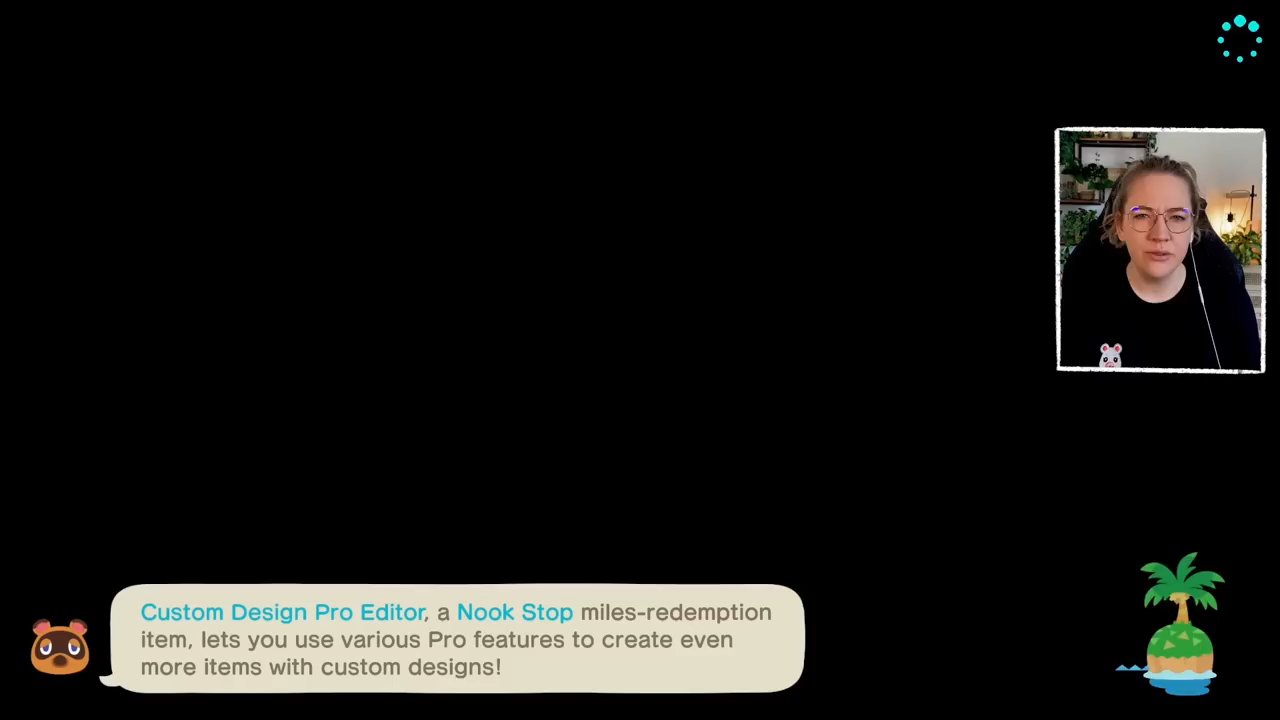 Custom Design Pro Editor, a Nook Stop miles-redemption
item, lets you use various Pro features to create even
more items with custom designs!